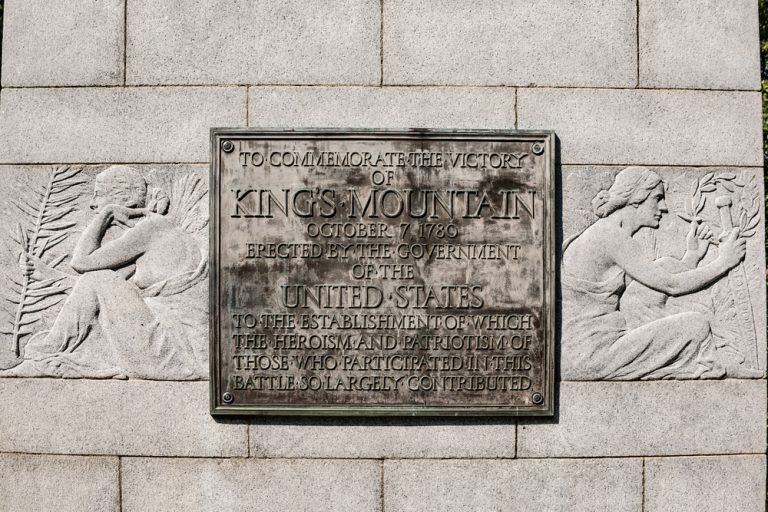 TO·COMMEMORATE·THE·VICTORY
OF
KING'S·MOUNTAIN
OCTOBER·7, 1780
ERECTED·BY·THE·GOVERNMENT
OF·THE
UNITED·STATES
TO·THE·ESTABLISHMENT·OF·WHICH
THE·HEROISM·AND·PATRIOTISM·OF
THOSE·WHO·PARTICIPATED·IN·THIS
BATTLE·SO·LARGELY·CONTRIBUTED